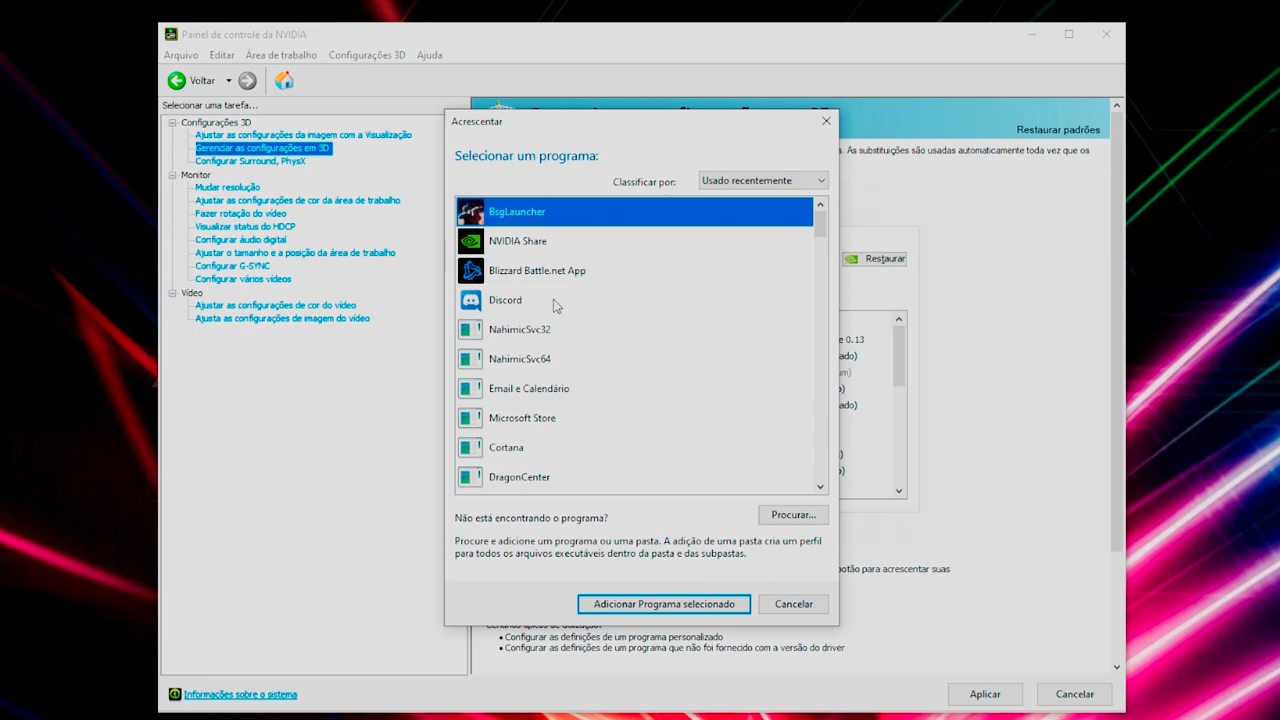 Painel de controle da NVIDIA
Arquivo Editar Área de trabalho Configurações 3D Ajuda
Voltar
Selecionar uma tarefa...
Configurações 3D
Ajustar as configurações da imagem com a Visualização
Gerenciar as configurações em 3D
Configurar Surround, PhysX
Monitor
Mudar resolução
Ajustar as configurações de cor da área de trabalho
Fazer rotação do vídeo
Visualizar status do HDCP
Configurar áudio digital
Ajustar o tamanho e a posição da área de trabalho
Configurar G-SYNC
Configurar vários vídeos
Vídeo
Ajustar as configurações de cor do vídeo
Ajusta as configurações de imagem do vídeo
Informações sobre o sistema
Restaurar padrões
s. As substituições são usadas automaticamente toda vez que os
Restaurar
e 0.13
ado)
um)
ado)
botão para acrescentar suas
Acrescentar
Selecionar um programa:
Classificar por: Usado recentemente
BsgLauncher
NVIDIA Share
Blizzard Battle.net App
Discord
NahimicSvc32
NahimicSvc64
Email e Calendário
Microsoft Store
Cortana
DragonCenter
Não está encontrando o programa?
Procurar...
Procure e adicione um programa ou uma pasta. A adição de uma pasta cria um perfil
para todos os arquivos executáveis dentro da pasta e das subpastas.
Adicionar Programa selecionado Cancelar
• Configurar as definições de um programa personalizado
• Configurar as definições de um programa que não foi fornecido com a versão do driver
Aplicar Cancelar